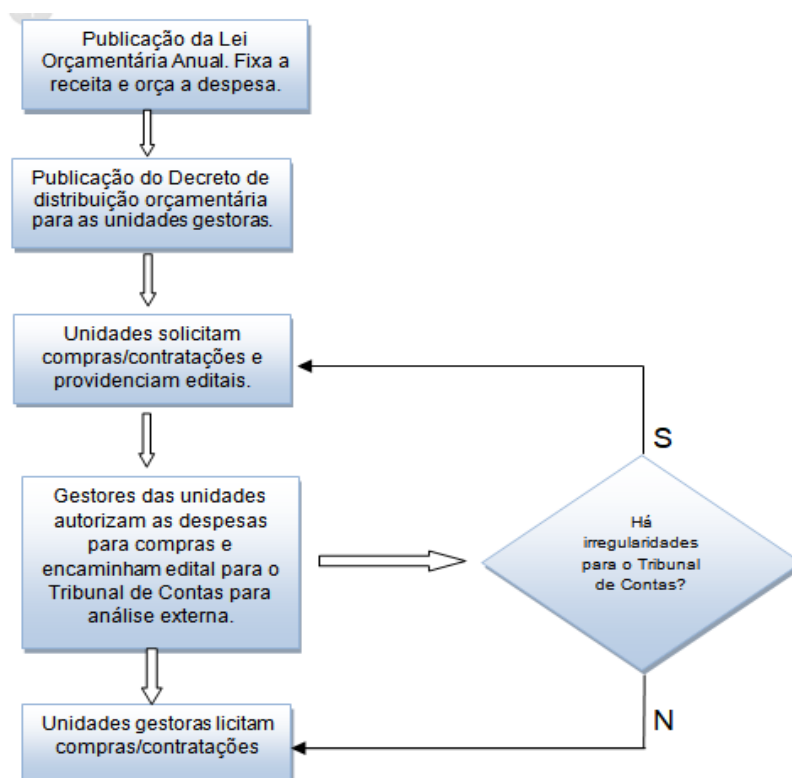 Publicação da Lei
Orçamentária Anual. Fixa a
receita e orça a despesa.
Publicação do Decreto de
distribuição orçamentária
para as unidades gestoras.
Unidades solicitam
compras/contratações e
providenciam editais.
S
Gestores das unidades
autorizam as despesas
para compras e
encaminham edital para o
Tribunal de Contas para
análise externa.
Há
irregularidades
para o Tribunal
de Contas?
N
Unidades gestoras licitam
compras/contratações